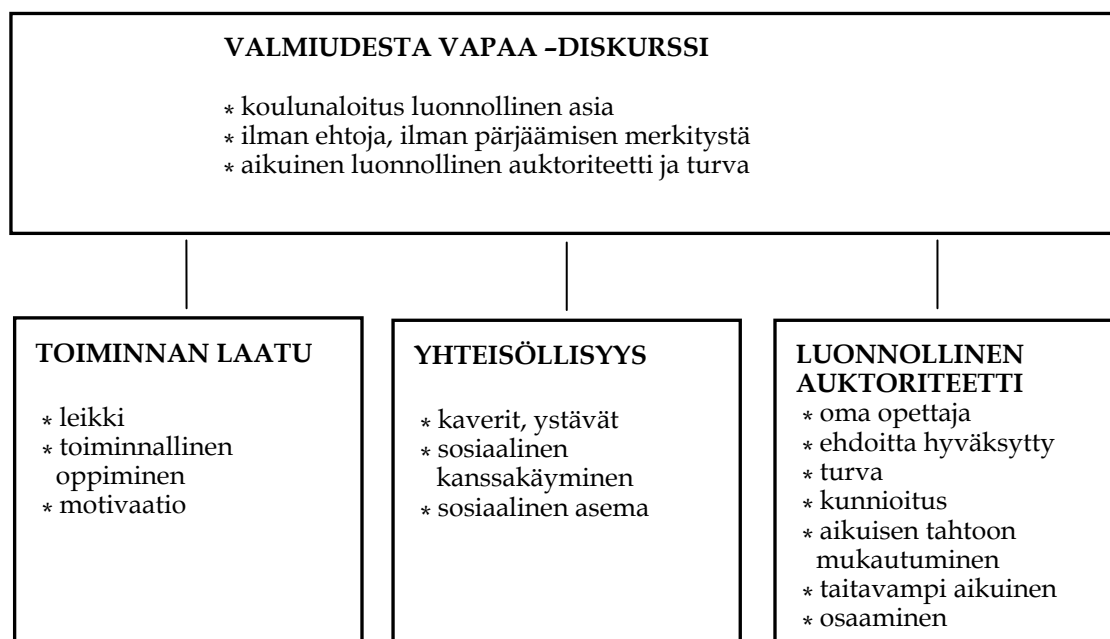 VALMIUDESTA VAPAA –DISKURSSI
* koulunaloitus luonnollinen asia
* ilman ehtoja, ilman pärjäämisen merkitystä
* aikuinen luonnollinen auktoriteetti ja turva
TOIMINNAN LAATU
* leikki
* toiminnallinen
oppiminen
* motivaatio
YHTEISÖLLISYYS
* kaverit, ystävät
* sosiaalinen
kanssakäyminen
* sosiaalinen asema
LUONNOLLINEN
AUKTORITEETTI
* oma opettaja
* ehdoitta hyväksytty
* turva
* kunnioitus
* aikuisen tahtoon
mukautuminen
* taitavampi aikuinen
* osaaminen